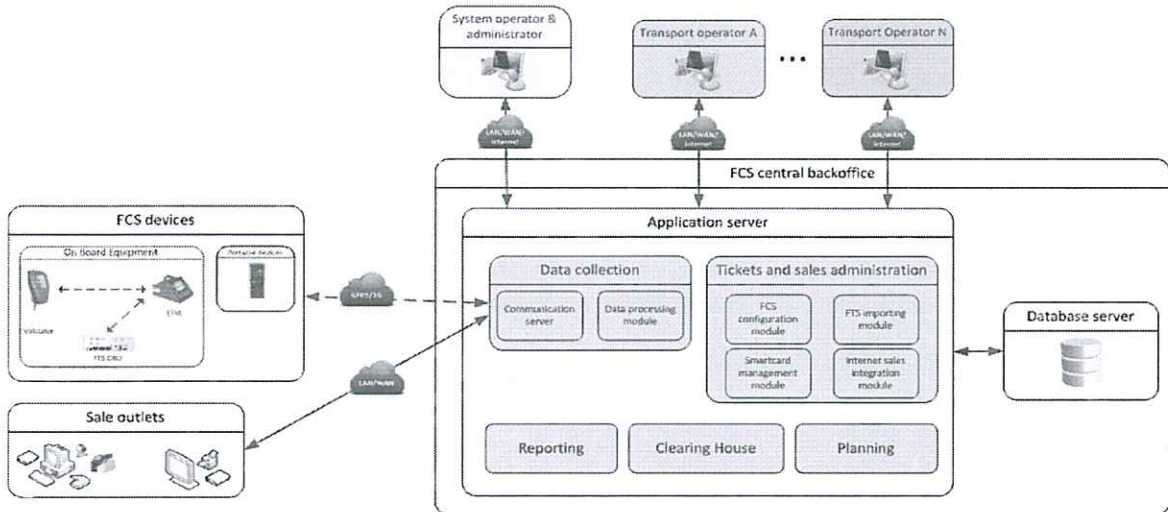 System operator &
administrator
Transport operator A
...
Transport Operator N
LAN/WAN/
Internet
LAN/WAN/
Internet
LAN/WAN/
Internet
FCS central backoffice
FCS devices
On Board Equipment
Validator
ETM
FTS OBU
Portable devices
GPRS/3G
LAN/WAN
Sale outlets
Application server
Data collection
Communication
server
Data processing
module
Tickets and sales administration
FCS
configuration
module
FTS importing
module
Smartcard
management
module
Internet sales
integration
module
Reporting
Clearing House
Planning
Database server